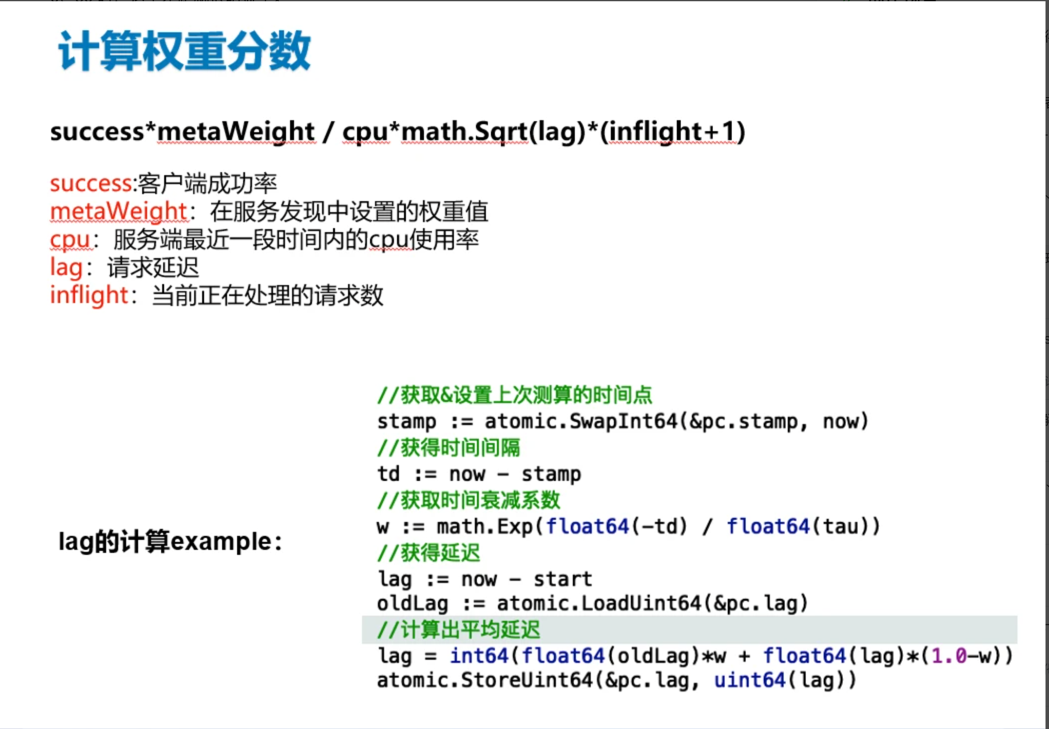 计算权重分数
success*metaWeight / cpu*math.Sqrt(lag)*(inflight+1)
success:客户端成功率
metaWeight：在服务发现中设置的权重值
cpu：服务端最近一段时间内的cpu使用率
lag：请求延迟
inflight：当前正在处理的请求数
lag的计算example：
//获取&设置上次测算的时间点
stamp := atomic.SwapInt64(&pc.stamp, now)
//获得时间间隔
td := now - stamp
//获取时间衰减系数
w := math.Exp(float64(-td) / float64(tau))
//获得延迟
lag := now - start
oldLag := atomic.LoadUint64(&pc.lag)
//计算出平均延迟
lag = int64(float64(oldLag)*w + float64(lag)*(1.0-w))
atomic.StoreUint64(&pc.lag, uint64(lag))